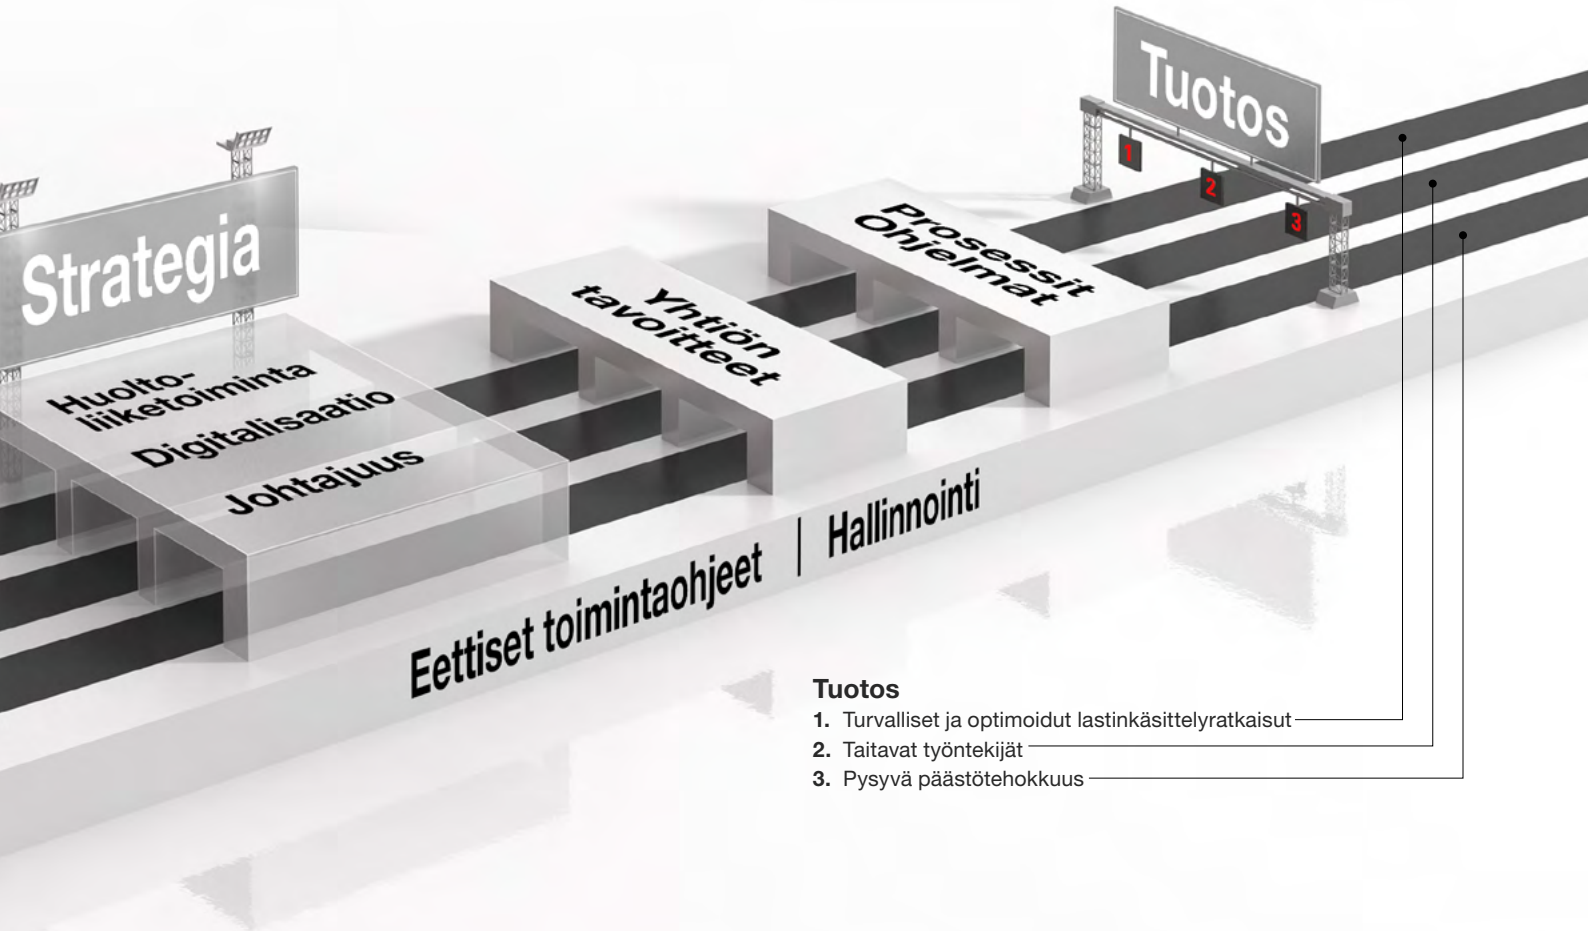 Strategia
Huolto-
liiketoiminta
Digitalisaatio
Johtajuus
Yhtiön
tavoitteet
Prosessit
Ohjelmat
Tuotos
1
2
3
Eettiset toimintaohjeet | Hallinnointi
Tuotos
1. Turvalliset ja optimoidut lastinkäsittelyratkaisut
2. Taitavat työntekijät
3. Pysyvä päästötehokkuus